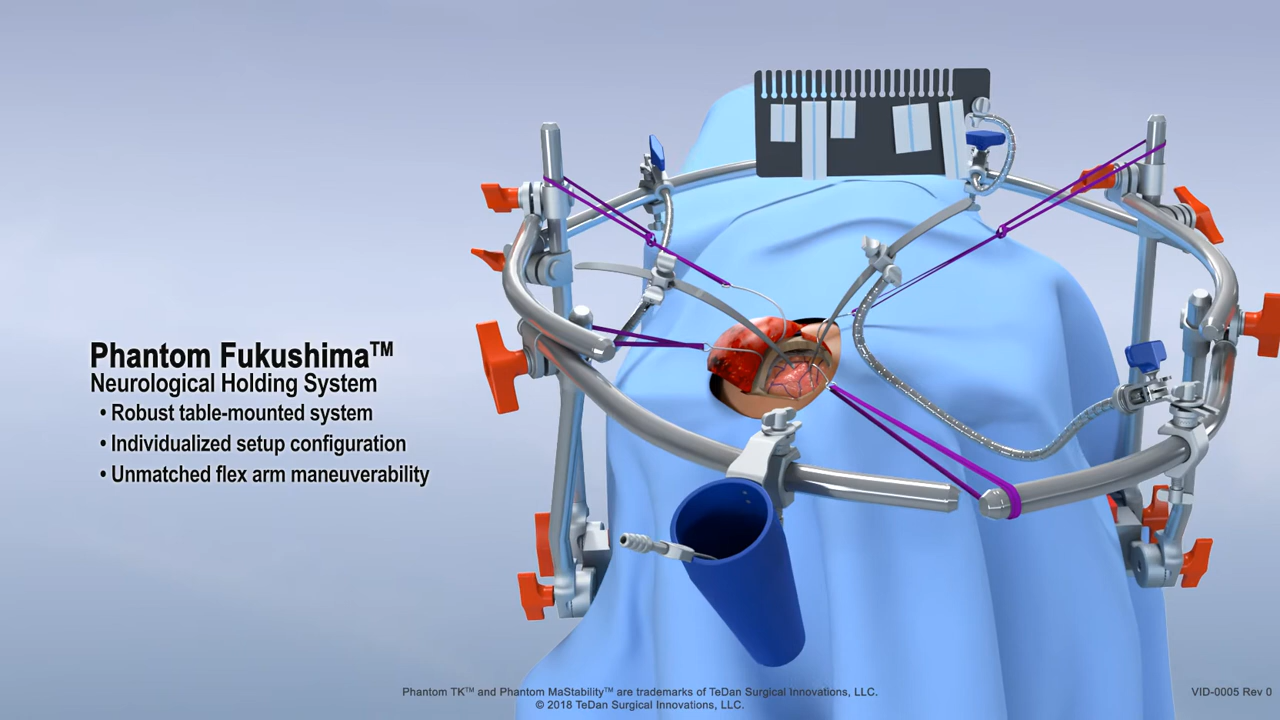 Phantom Fukushima™
Neurological Holding System
• Robust table-mounted system
• Individualized setup configuration
• Unmatched flex arm maneuverability
Phantom TK™ and Phantom MaStability™ are trademarks of TeDan Surgical Innovations, LLC.
© 2018 TeDan Surgical Innovations, LLC.
VID-0005 Rev 0